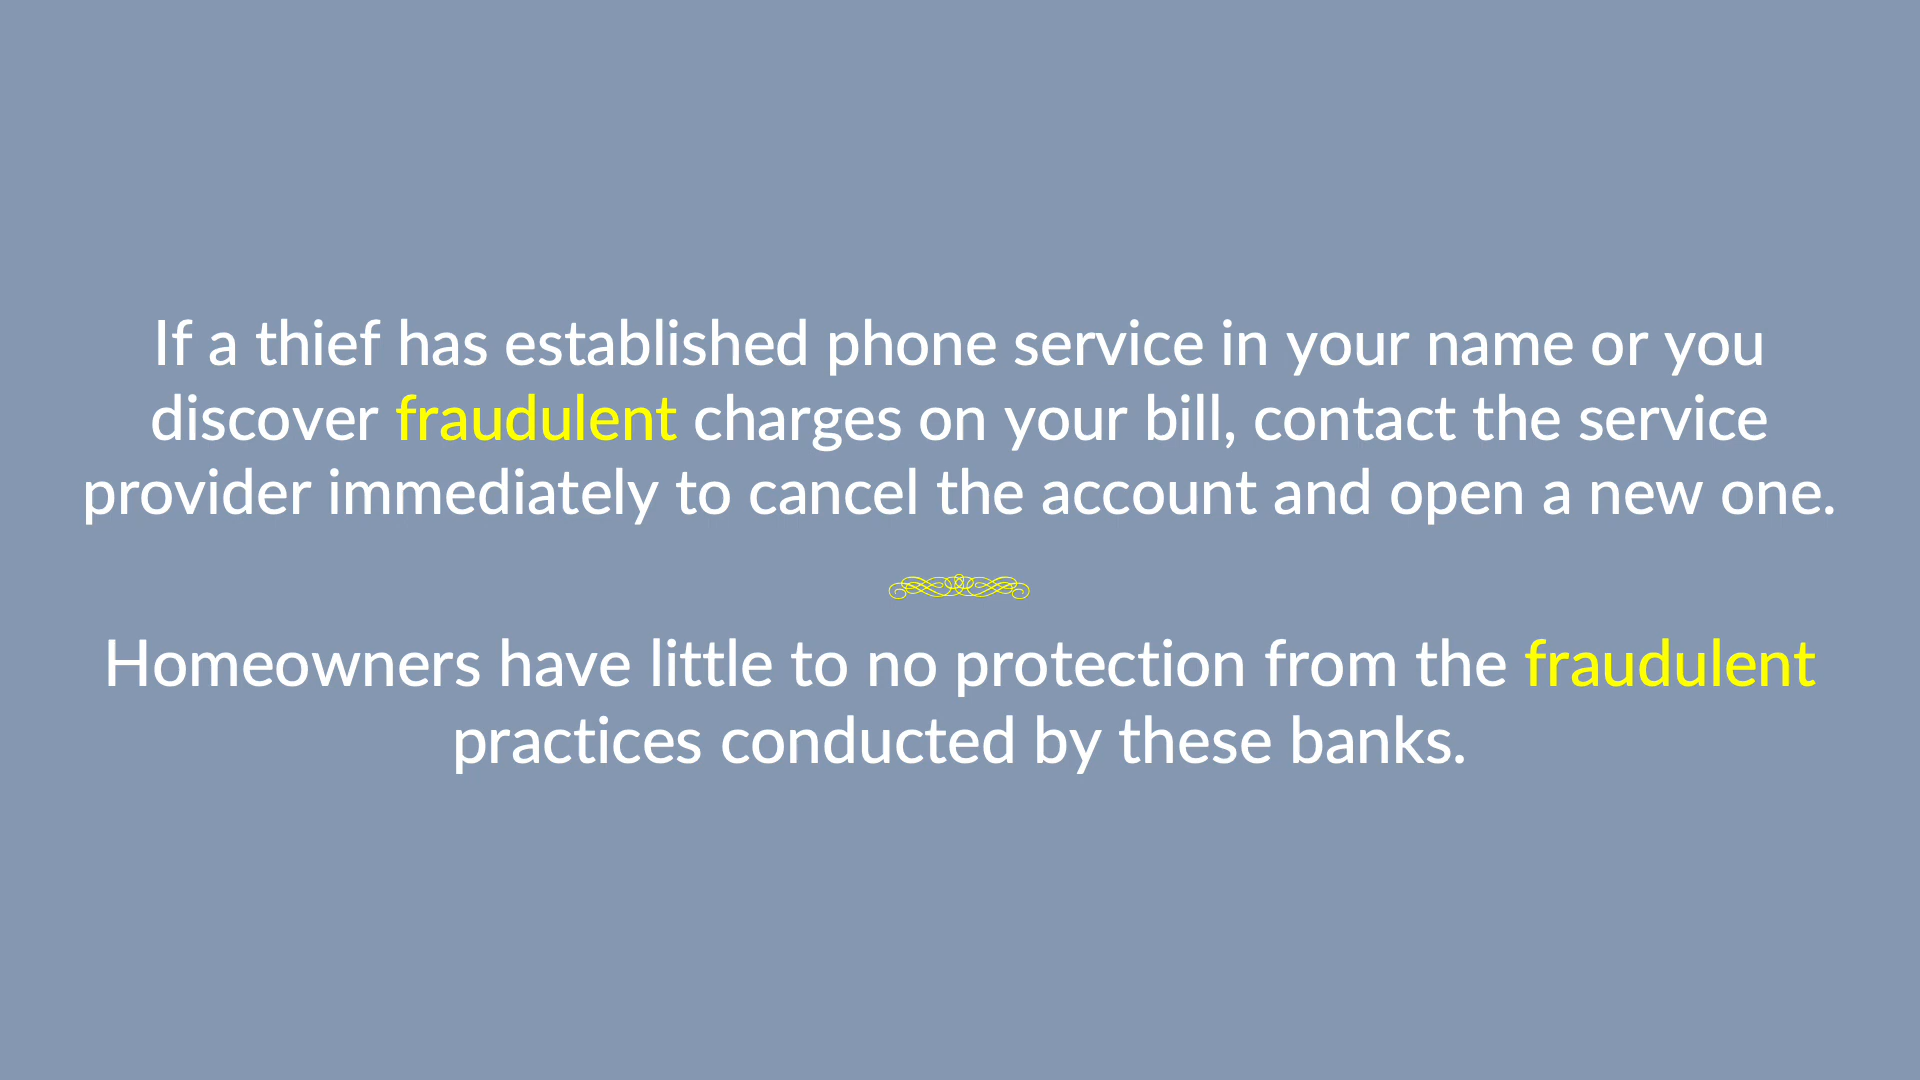 If a thief has established phone service in your name or you
discover fraudulent charges on your bill, contact the service
provider immediately to cancel the account and open a new one.
Homeowners have little to no protection from the fraudulent
practices conducted by these banks.